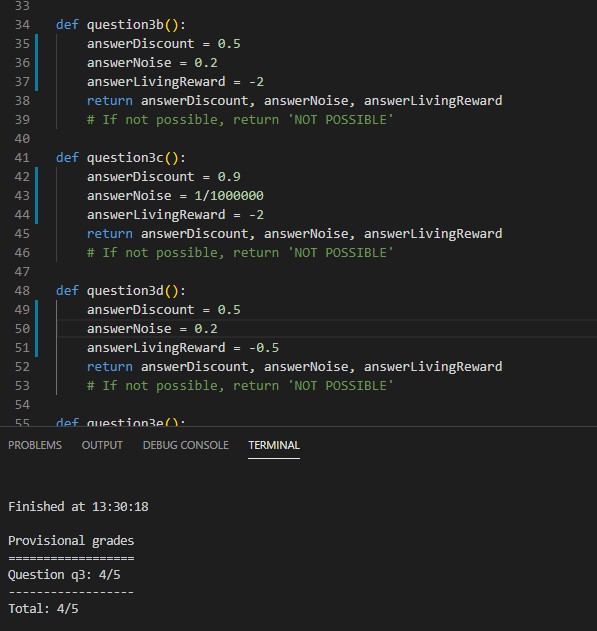 33
34 def question3b():
35     answerDiscount = 0.5
36     answerNoise = 0.2
37     answerLivingReward = -2
38     return answerDiscount, answerNoise, answerLivingReward
39     # If not possible, return 'NOT POSSIBLE'
40
41 def question3c():
42     answerDiscount = 0.9
43     answerNoise = 1/1000000
44     answerLivingReward = -2
45     return answerDiscount, answerNoise, answerLivingReward
46     # If not possible, return 'NOT POSSIBLE'
47
48 def question3d():
49     answerDiscount = 0.5
50     answerNoise = 0.2
51     answerLivingReward = -0.5
52     return answerDiscount, answerNoise, answerLivingReward
53     # If not possible, return 'NOT POSSIBLE'
54
55 def question3e():
PROBLEMS OUTPUT DEBUG CONSOLE TERMINAL
Finished at 13:30:18
Provisional grades
==================
Question q3: 4/5
------------------
Total: 4/5